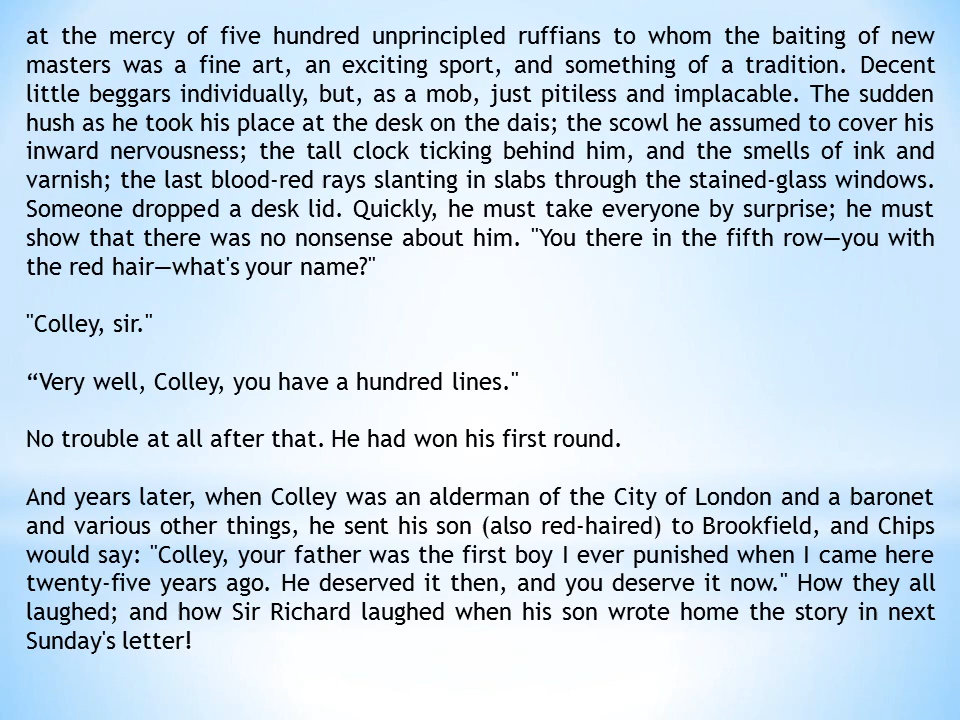 at the mercy of five hundred unprincipled ruffians to whom the baiting of new
masters was a fine art, an exciting sport, and something of a tradition. Decent
little beggars individually, but, as a mob, just pitiless and implacable. The sudden
hush as he took his place at the desk on the dais; the scowl he assumed to cover his
inward nervousness; the tall clock ticking behind him, and the smells of ink and
varnish; the last blood-red rays slanting in slabs through the stained-glass windows.
Someone dropped a desk lid. Quickly, he must take everyone by surprise; he must
show that there was no nonsense about him. "You there in the fifth row—you with
the red hair—what's your name?"

"Colley, sir."

“Very well, Colley, you have a hundred lines."

No trouble at all after that. He had won his first round.

And years later, when Colley was an alderman of the City of London and a baronet
and various other things, he sent his son (also red-haired) to Brookfield, and Chips
would say: "Colley, your father was the first boy I ever punished when I came here
twenty-five years ago. He deserved it then, and you deserve it now." How they all
laughed; and how Sir Richard laughed when his son wrote home the story in next
Sunday's letter!